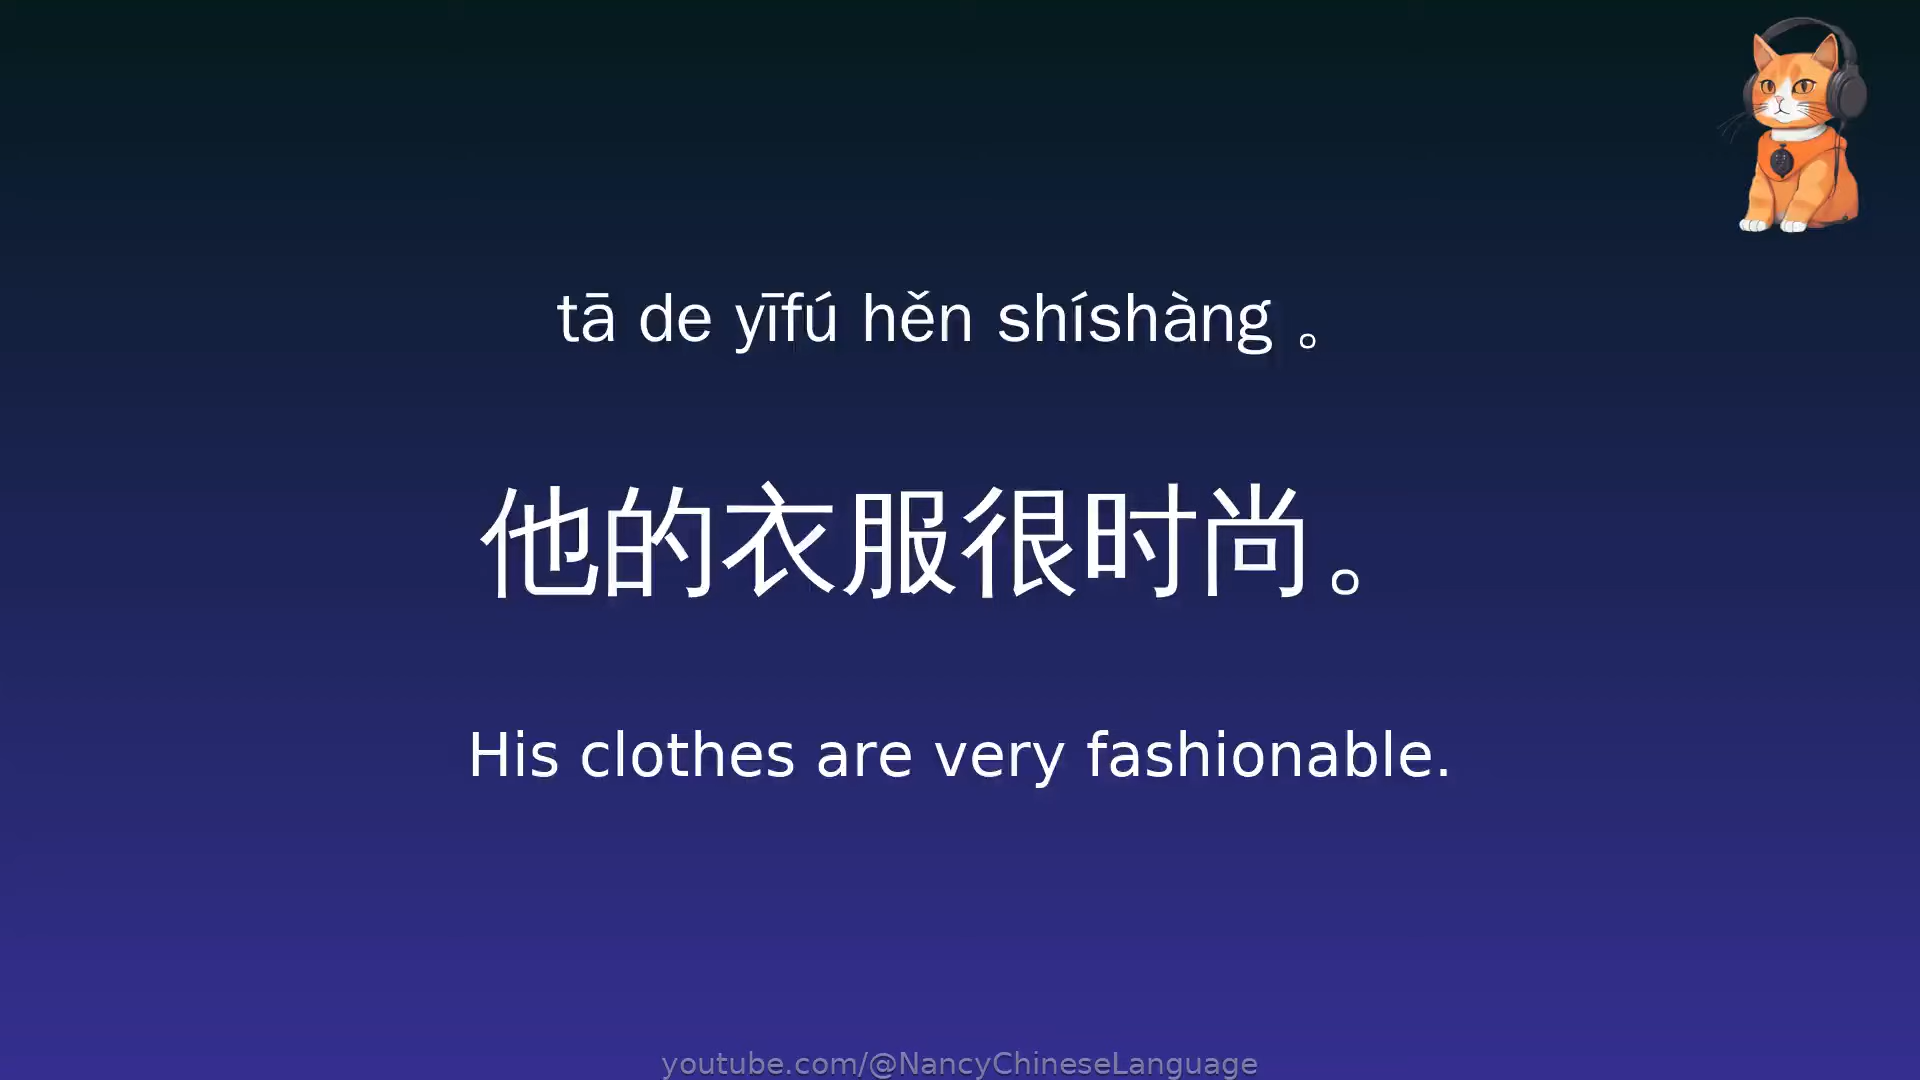 tā de yīfú hěn shíshàng 。
他的衣服很时尚。
His clothes are very fashionable.
youtube.com/@NancyChineseLanguage